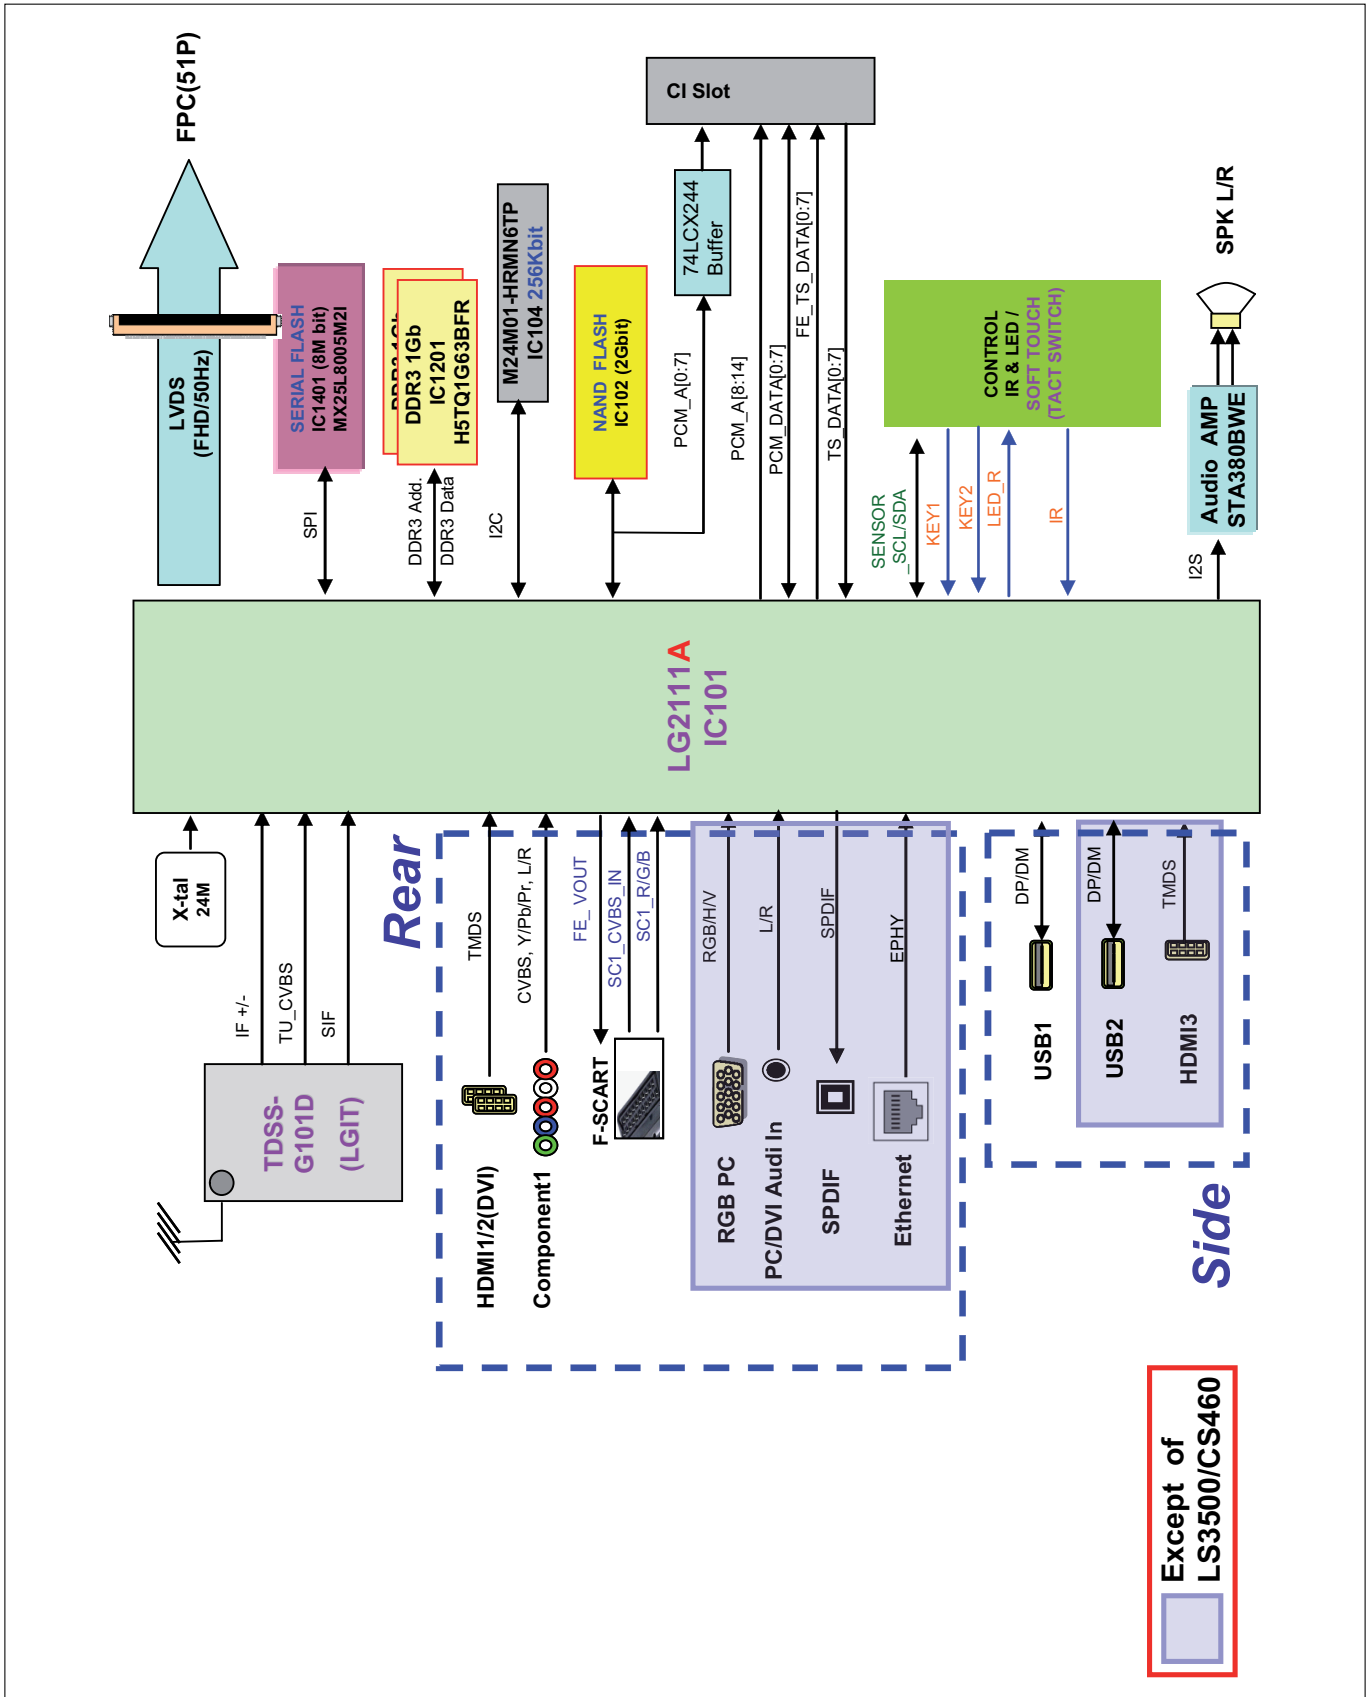 X-tal
24M
TDSS-
G101D
(LGIT)
IF +/-
TU_CVBS
SIF
Rear
HDMI1/2(DVI)
TMDS
Component1
CVBS, Y/Pb/Pr, L/R
F-SCART
FE_VOUT
SC1_CVBS_IN
SC1_R/G/B
RGB PC
RGB/H/V
PC/DVI Audi In
L/R
SPDIF
SPDIF
Ethernet
EPHY
Side
USB1
DP/DM
USB2
DP/DM
HDMI3
TMDS
LG2111A
IC101
LVDS
(FHD/50Hz)
FPC(51P)
SPI
SERIAL FLASH
IC1401 (8M bit)
MX25L8005M2I
DDR3 Add.
DDR3 Data
DDR3 1Gb
DDR3 1Gb
IC1201
H5TQ1G63BFR
I2C
M24M01-HRMN6TP
IC104 256Kbit
NAND FLASH
IC102 (2Gbit)
PCM_A[0:7]
74LCX244
Buffer
CI Slot
PCM_A[8:14]
PCM_DATA[0:7]
FE_TS_DATA[0:7]
TS_DATA[0:7]
SENSOR
_SCL/SDA
KEY1
KEY2
LED_R
IR
CONTROL
IR & LED /
SOFT TOUCH
(TACT SWITCH)
I2S
Audio AMP
STA380BWE
SPK L/R
Except of
LS3500/CS460